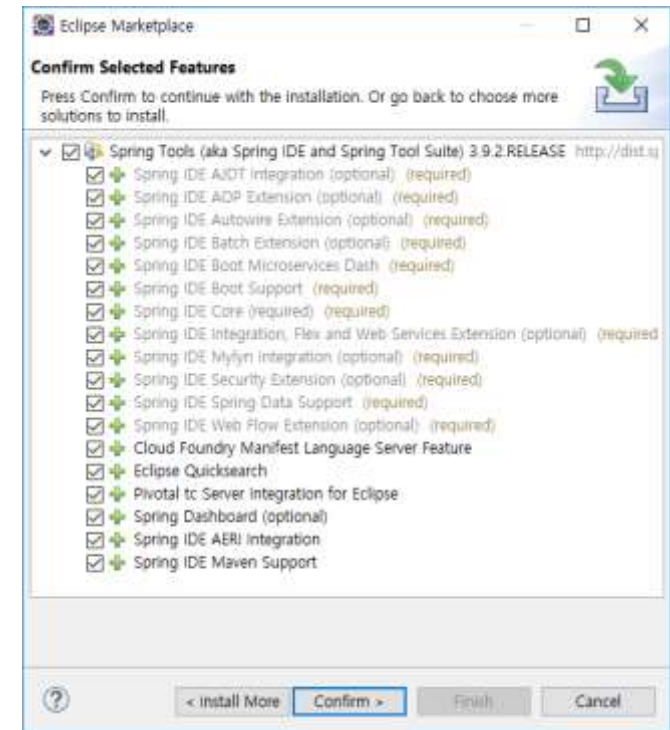 Eclipse Marketplace
Confirm Selected Features
Press Confirm to continue with the installation. Or go back to choose more
solutions to install.
Spring Tools (aka Spring IDE and Spring Tool Suite) 3.9.2.RELEASE http://dist.s
Spring IDE AJDT Integration (optional) (required)
Spring IDE AOP Extension (optional) (required)
Spring IDE Autowire Extension (optional) (required)
Spring IDE Batch Extension (optional) (required)
Spring IDE Boot Microservices Dash (required)
Spring IDE Boot Support (required)
Spring IDE Core (required) (required)
Spring IDE Integration, Flex and Web Services Extension (optional) (required
Spring IDE Mylyn Integration (optional) (required)
Spring IDE Security Extension (optional) (required)
Spring IDE Spring Data Support (required)
Spring IDE Web Flow Extension (optional) (required)
Cloud Foundry Manifest Language Server Feature
Eclipse Quicksearch
Pivotal tc Server Integration for Eclipse
Spring Dashboard (optional)
Spring IDE AERI Integration
Spring IDE Maven Support
< Install More Confirm > Finish Cancel